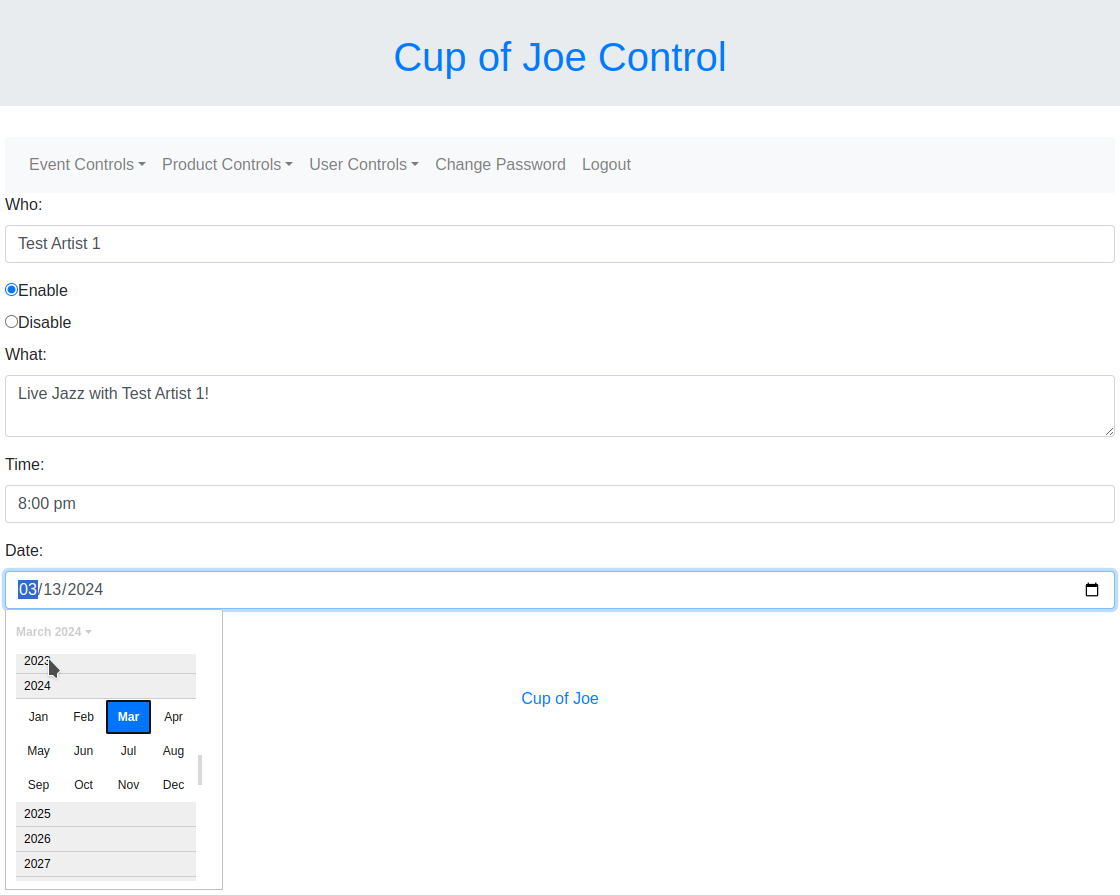 Cup of Joe Control
Event Controls Product Controls User Controls Change Password Logout
Who:
Test Artist 1
Enable
Disable
What:
Live Jazz with Test Artist 1!
Time:
8:00 pm
Date:
03/13/2024
March 2024
2023
2024
Jan Feb Mar Apr
May Jun Jul Aug
Sep Oct Nov Dec
2025
2026
2027
Cup of Joe